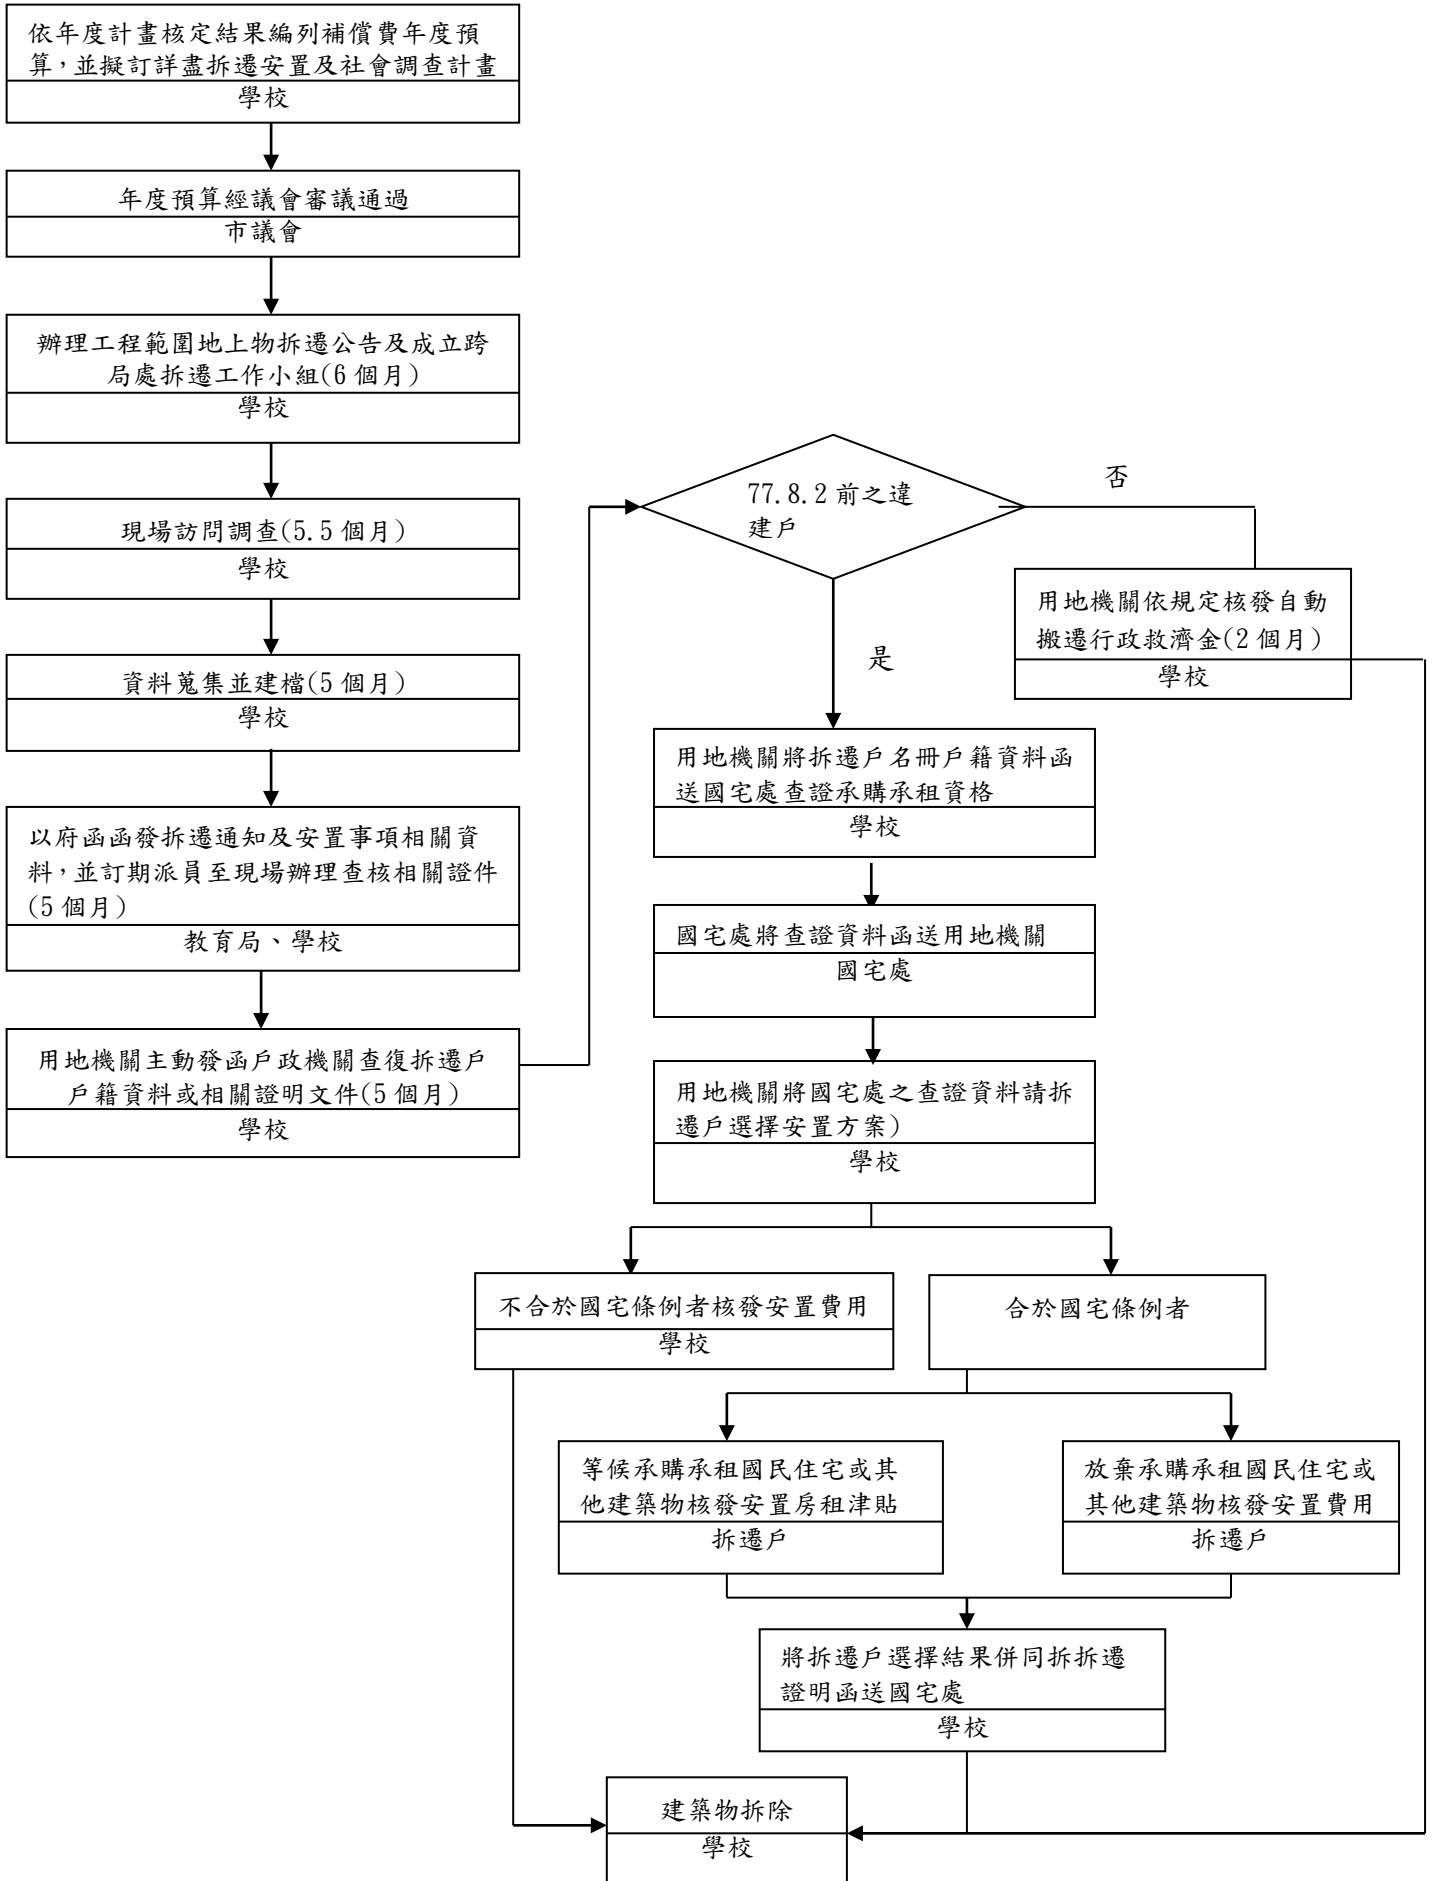 依年度計畫核定結果編列補償費年度預
算，並擬訂詳盡拆遷安置及社會調查計畫
學校
年度預算經議會審議通過
市議會
辦理工程範圍地上物拆遷公告及成立跨
局處拆遷工作小組(6 個月)
學校
現場訪問調查(5.5 個月)
學校
資料蒐集並建檔(5 個月)
學校
以府函函發拆遷通知及安置事項相關資
料，並訂期派員至現場辦理查核相關證件
(5 個月)
教育局、學校
用地機關主動發函戶政機關查復拆遷戶
戶籍資料或相關證明文件(5 個月)
學校
77.8.2 前之違
建戶
否
用地機關依規定核發自動
搬遷行政救濟金(2 個月)
學校
是
用地機關將拆遷戶名冊戶籍資料函
送國宅處查證承購承租資格
學校
國宅處將查證資料函送用地機關
國宅處
用地機關將國宅處之查證資料請拆
遷戶選擇安置方案)
學校
不合於國宅條例者核發安置費用
學校
合於國宅條例者
等候承購承租國民住宅或其
他建築物核發安置房租津貼
拆遷戶
放棄承購承租國民住宅或
其他建築物核發安置費用
拆遷戶
將拆遷戶選擇結果併同拆拆遷
證明函送國宅處
學校
建築物拆除
學校